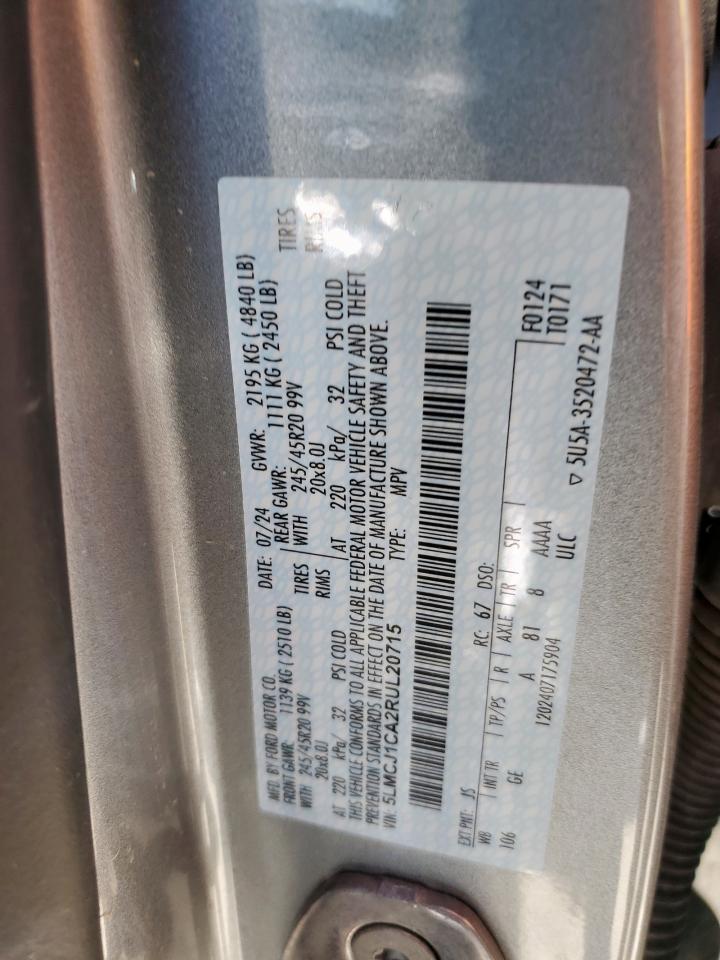 MFD. BY FORD MOTOR CO.
DATE: 07/24 GVWR: 2195 KG ( 4840 LB)
FRONT GAWR: 1139 KG ( 2510 LB) REAR GAWR: 1111 KG ( 2450 LB)
WITH 245/45R20 99V TIRES WITH 245/45R20 99V TIRES
20x8.0J RIMS 20x8.0J RIMS
AT 220 kPa/ 32 PSI COLD AT 220 kPa/ 32 PSI COLD
THIS VEHICLE CONFORMS TO ALL APPLICABLE FEDERAL MOTOR VEHICLE SAFETY AND THEFT
PREVENTION STANDARDS IN EFFECT ON THE DATE OF MANUFACTURE SHOWN ABOVE.
VIN: 5LMCJ1CA2RUL20715 TYPE: MPV
EXT PNT: JS RC: 67 DSO:
WB INT TR TP/PS R AXLE TR SPR F0124
106 GE A 81 8 AAAA T0171
1202407175904 ULC ▽ 5U5A-3520472-AA